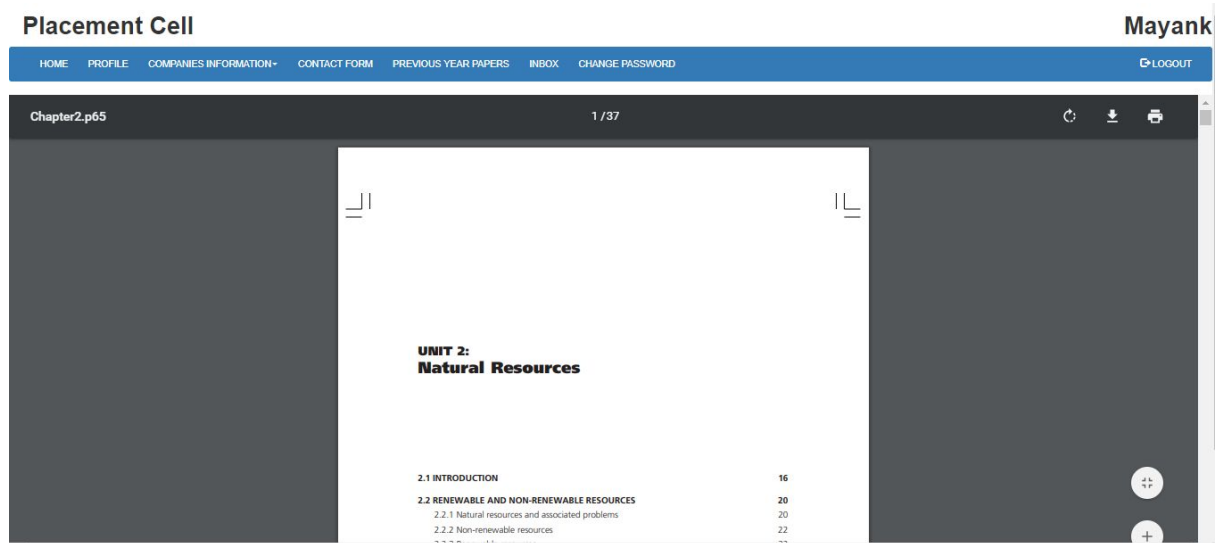 Placement Cell Mayank
HOME PROFILE COMPANIES INFORMATION CONTACT FORM PREVIOUS YEAR PAPERS INBOX CHANGE PASSWORD LOGOUT
Chapter2.p65 1 / 37
UNIT 2:
Natural Resources
2.1 INTRODUCTION 16
2.2 RENEWABLE AND NON-RENEWABLE RESOURCES 20
2.2.1 Natural resources and associated problems 20
2.2.2 Non-renewable resources 22